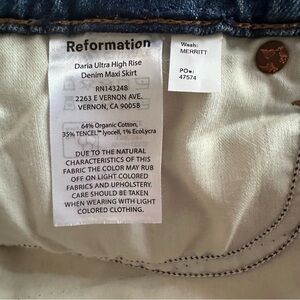 Reformation
Daria Ultra High Rise
Denim Maxi Skirt
RN143248
2263 E VERNON AVE,
VERNON, CA 90058
64% Organic Cotton,
35% TENCEL™ lyocell, 1% EcoLycra
DUE TO THE NATURAL
CHARACTERISTICS OF THIS
FABRIC THE COLOR MAY RUB
OFF ON LIGHT COLORED
FABRICS AND UPHOLSTERY.
CARE SHOULD BE TAKEN
WHEN WEARING WITH LIGHT
COLORED CLOTHING.
Wash:
MERRITT
PO#:
47574